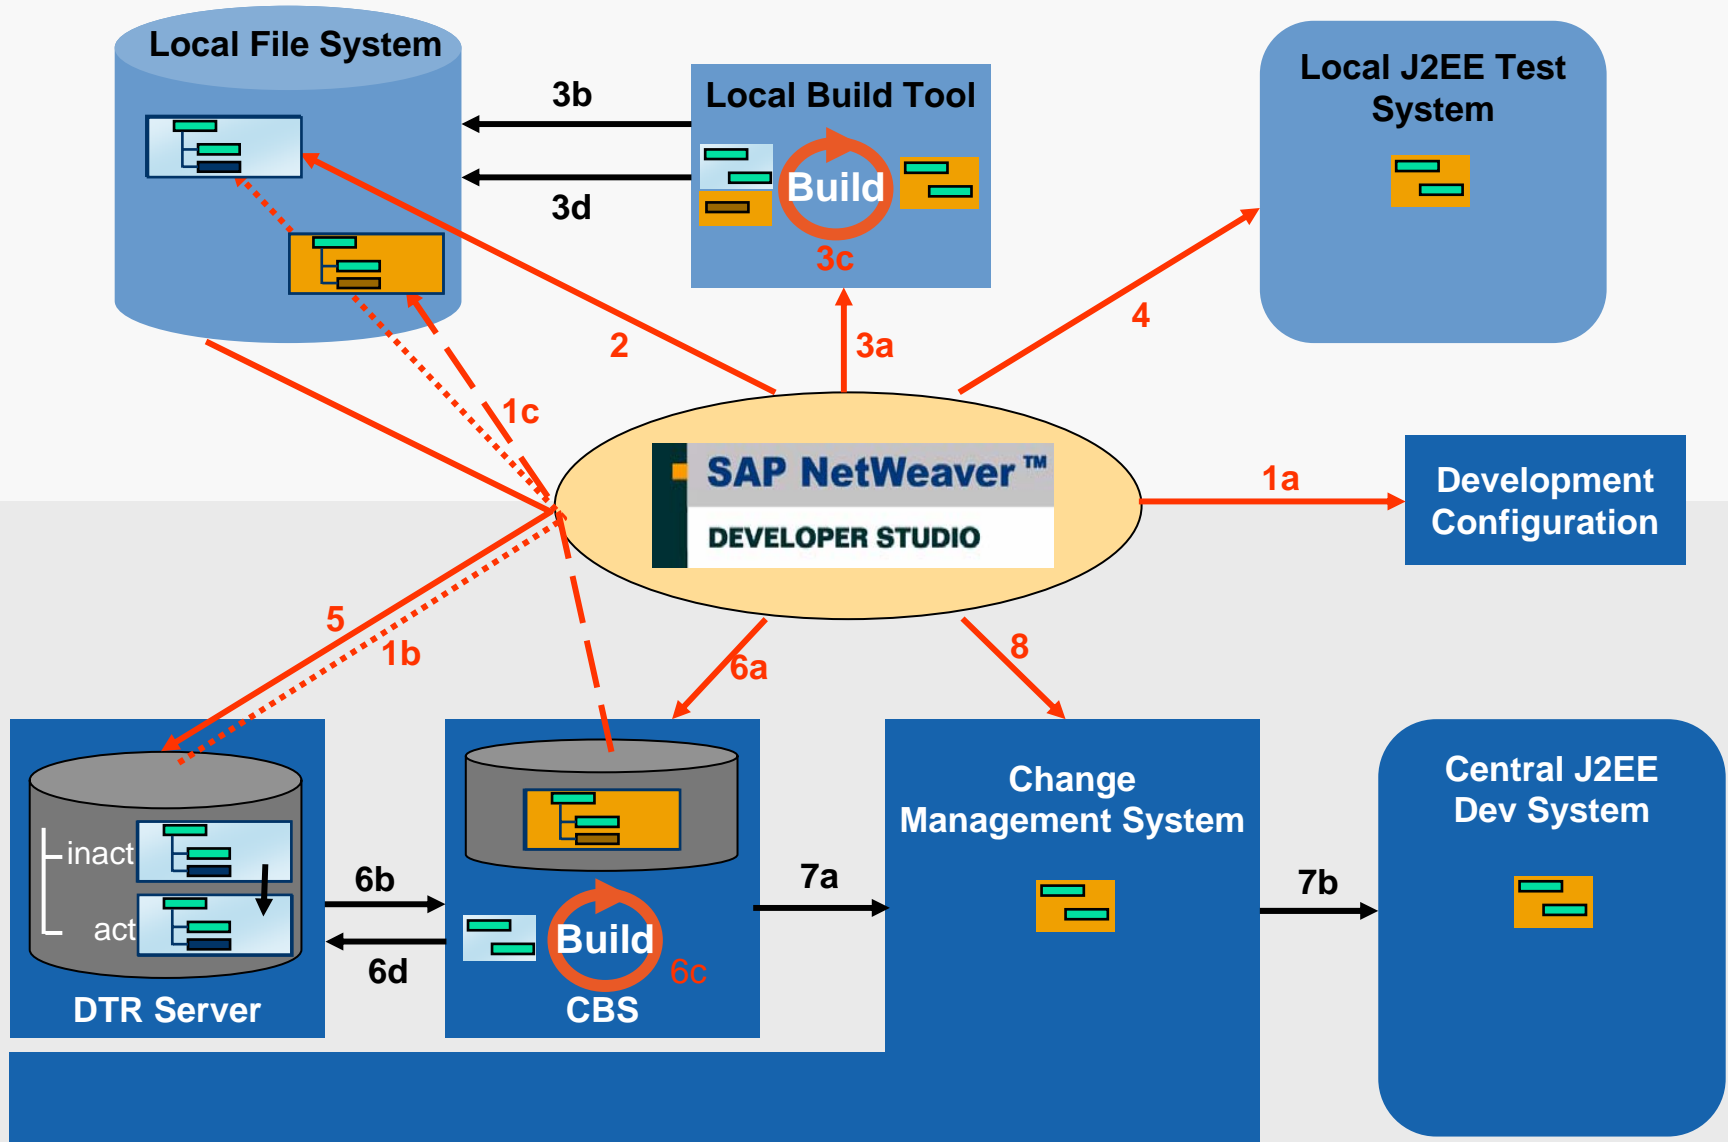 Local File System
3b
3d
Local Build Tool
Build
3c
Local J2EE Test
System
2
3a
4
1c
SAP NetWeaver™
DEVELOPER STUDIO
1a
Development
Configuration
5
1b
6a
8
inact
act
DTR Server
6b
6d
Build
6c
CBS
7a
Change
Management System
7b
Central J2EE
Dev System